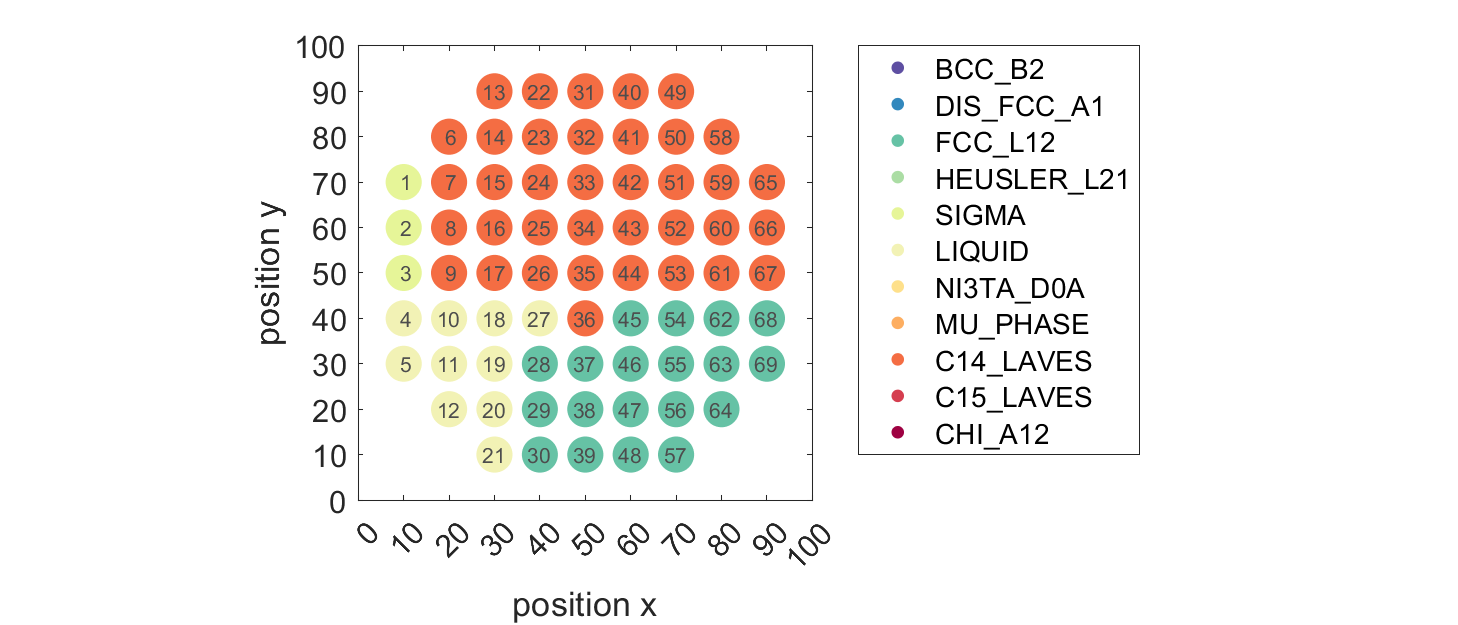 100
90
80
70
60
50
40
30
20
10
0
position y
13 22 31 40 49
6 14 23 32 41 50 58
1 7 15 24 33 42 51 59 65
2 8 16 25 34 43 52 60 66
3 9 17 26 35 44 53 61 67
4 10 18 27 36 45 54 62 68
5 11 19 28 37 46 55 63 69
12 20 29 38 47 56 64
21 30 39 48 57
0 10 20 30 40 50 60 70 80 90 100
position x
BCC_B2
DIS_FCC_A1
FCC_L12
HEUSLER_L21
SIGMA
LIQUID
NI3TA_D0A
MU_PHASE
C14_LAVES
C15_LAVES
CHI_A12